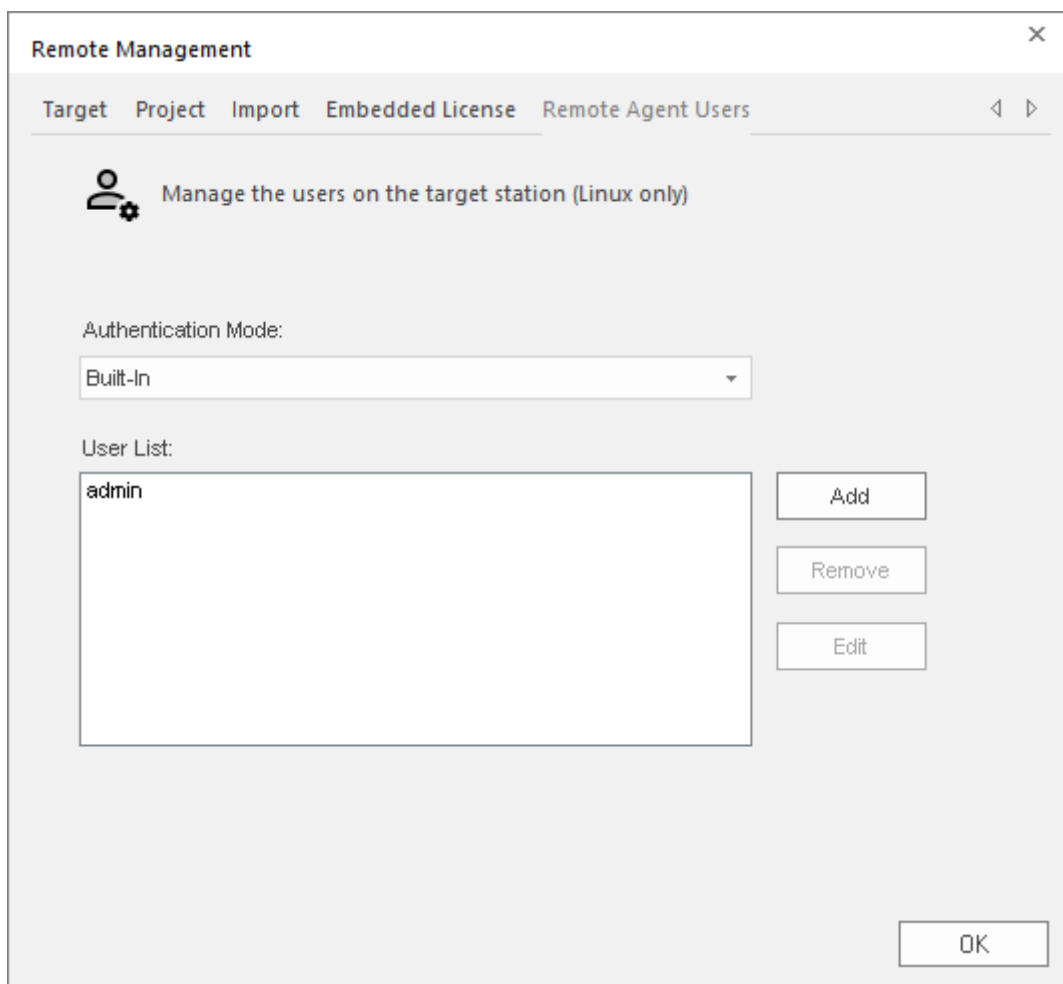 Remote Management
Target Project Import Embedded License Remote Agent Users
Manage the users on the target station (Linux only)
Authentication Mode:
Built-In
User List:
admin
Add
Remove
Edit
OK